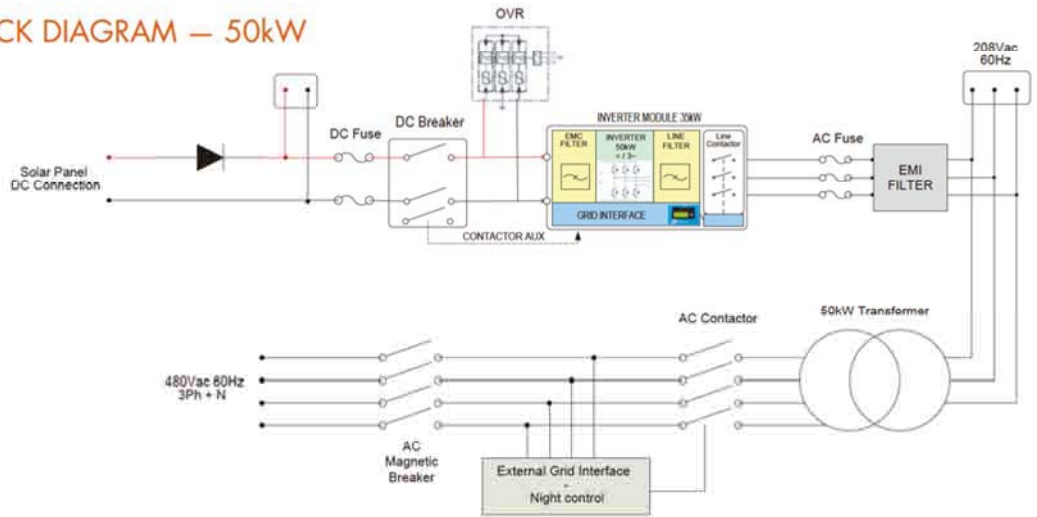 CK DIAGRAM — 50kW
OVR
208Vac
60Hz
DC Fuse
DC Breaker
INVERTER MODULE 35kW
EMC
FILTER
INVERTER
50kW
= / 3~
LINE
FILTER
Line
Contactor
AC Fuse
EMI
FILTER
Solar Panel
DC Connection
GRID INTERFACE
CONTACTOR AUX
50kW Transformer
AC Contactor
480Vac 60Hz
3Ph + N
AC
Magnetic
Breaker
External Grid Interface
-
Night control